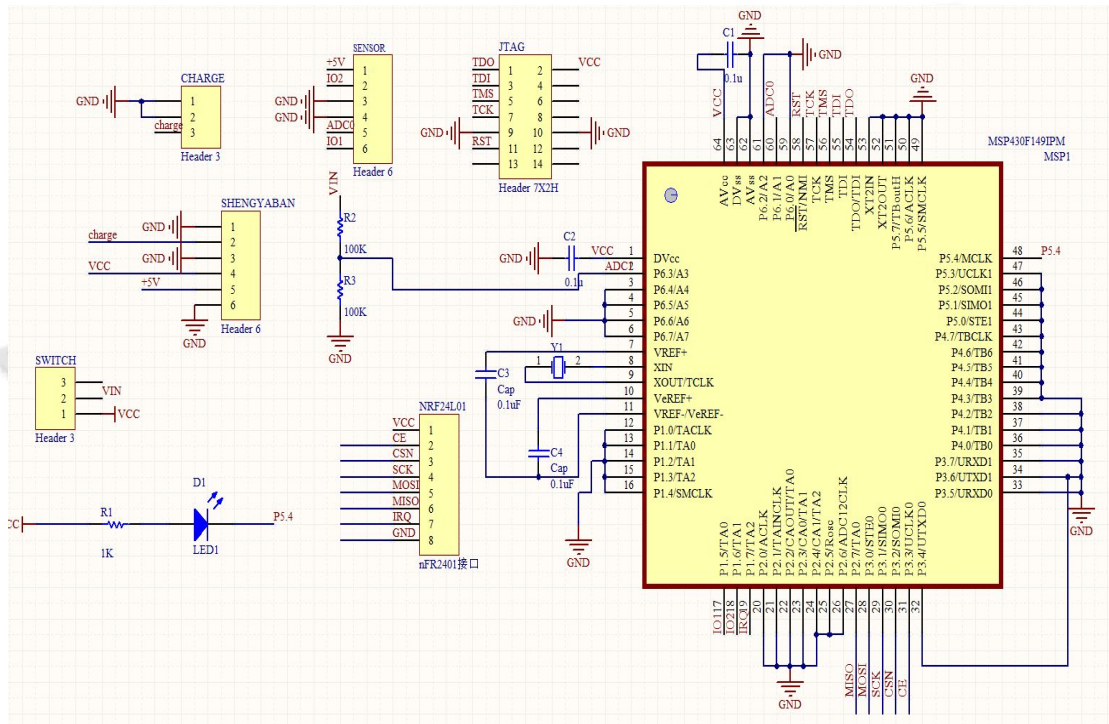 CHARGE
GND
1
2
3
charge
Header 3
SENSOR
+5V
IO2
GND
GND
ADC0
IO1
1
2
3
4
5
6
Header 6
JTAG
TDO 1 2 VCC
TDI 3 4
TMS 5 6
TCK 7 8
GND 9 10 GND
RST 11 12
13 14
Header 7X2H
SHENGYABAN
GND 1
charge 2
GND 3
VCC 4
+5V 5
6
GND
Header 6
VIN
R2
100K
R3
100K
GND
SWITCH
3
2 VIN
1 VCC
Header 3
R1
1K
D1
LED1
P5.4
NRF24L01
VCC 1
CE 2
CSN 3
SCK 4
MOSI 5
MISO 6
IRQ 7
GND 8
nFR2401接口
GND
C1
0.1u
GND
GND
VCC
ADC0
RST
TCK
TMS
TDI
TDO
64 63 62 61 60 59 58 57 56 55 54 53 52 51 50 49
MSP430F149IPM
MSP1
AVcc
DVss
AVss
P6.2/A2
P6.1/A1
P6.0/A0
RST/NMI
TCK
TMS
TDI
TDO/TDI
XT2IN
XT2OUT
P5.7/TBoutH
P5.6/ACLK
P5.5/SMCLK
C2
0.1u
GND
VCC
GND
Y1
1 2
C3
Cap
0.1uF
C4
Cap
0.1uF
GND
1 DVcc
2 P6.3/A3
3 P6.4/A4
4 P6.5/A5
5 P6.6/A6
6 P6.7/A7
7 VREF+
8 XIN
9 XOUT/TCLK
10 VeREF+
11 VREF-/VeREF-
12 P1.0/TACLK
13 P1.1/TA0
14 P1.2/TA1
15 P1.3/TA2
16 P1.4/SMCLK
P5.4/MCLK 48 P5.4
P5.3/UCLK1 47
P5.2/SOMI1 46
P5.1/SIMO1 45
P5.0/STE1 44
P4.7/TBCLK 43
P4.6/TB6 42
P4.5/TB5 41
P4.4/TB4 40
P4.3/TB3 39
P4.2/TB2 38
P4.1/TB1 37
P4.0/TB0 36
P3.7/URXD1 35
P3.6/UTXD1 34
P3.5/URXD0 33
GND
P1.5/TA0
P1.6/TA1
P1.7/TA2
P2.0/ACLK
P2.1/TAINCLK
P2.2/CAOUT/TA0
P2.3/CA0/TA1
P2.4/CA1/TA2
P2.5/Rosc
P2.6/ADC12CLK
P2.7/TA0
P3.0/STE0
P3.1/SIMO0
P3.2/SOMI0
P3.3/UCLK0
P3.4/UTXD0
IO1 17
IO2 18
IRQ 19
20 21 22 23 24 25 26 27 28 29 30 31 32
GND
MISO
MOSI
SCK
CSN
CE